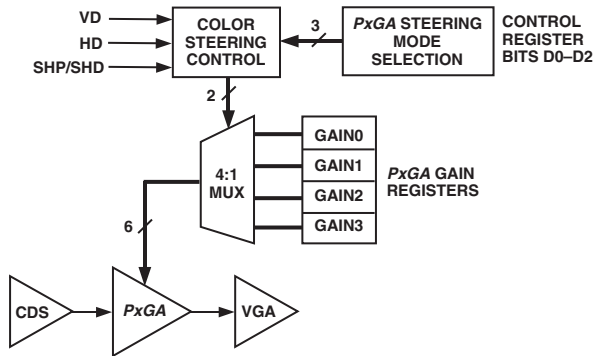 VD
HD
SHP/SHD
COLOR
STEERING
CONTROL
3
PxGA STEERING
MODE
SELECTION
CONTROL
REGISTER
BITS D0–D2
2
4:1
MUX
GAIN0
GAIN1
GAIN2
GAIN3
PxGA GAIN
REGISTERS
6
CDS
PxGA
VGA